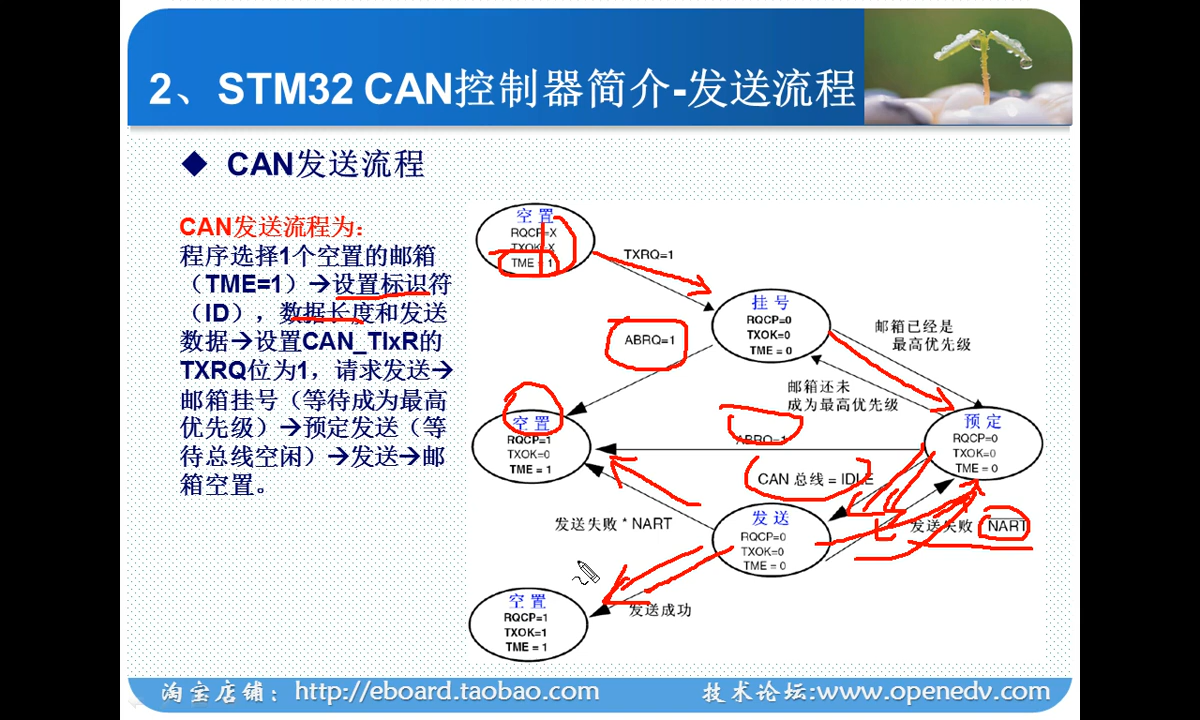 2、STM32 CAN控制器简介-发送流程
◆ CAN发送流程
CAN发送流程为：
程序选择1个空置的邮箱
（TME=1）→设置标识符
（ID），数据长度和发送
数据→设置CAN_TIxR的
TXRQ位为1，请求发送→
邮箱挂号（等待成为最高
优先级）→预定发送（等
待总线空闲）→发送→邮
箱空置。
空 置
RQCP=X
TXOK=X
TME = 1
TXRQ=1
挂 号
RQCP=0
TXOK=0
TME = 0
邮箱已经是
最高优先级
ABRQ=1
邮箱还未
成为最高优先级
空 置
RQCP=1
TXOK=0
TME = 1
ABRQ=1
预 定
RQCP=0
TXOK=0
TME = 0
CAN 总线 = IDLE
发送失败 * NART
发 送
RQCP=0
TXOK=0
TME = 0
发送失败 NART
空 置
RQCP=1
TXOK=1
TME = 1
发送成功
淘宝店铺：http://eboard.taobao.com
技术论坛:www.openedv.com